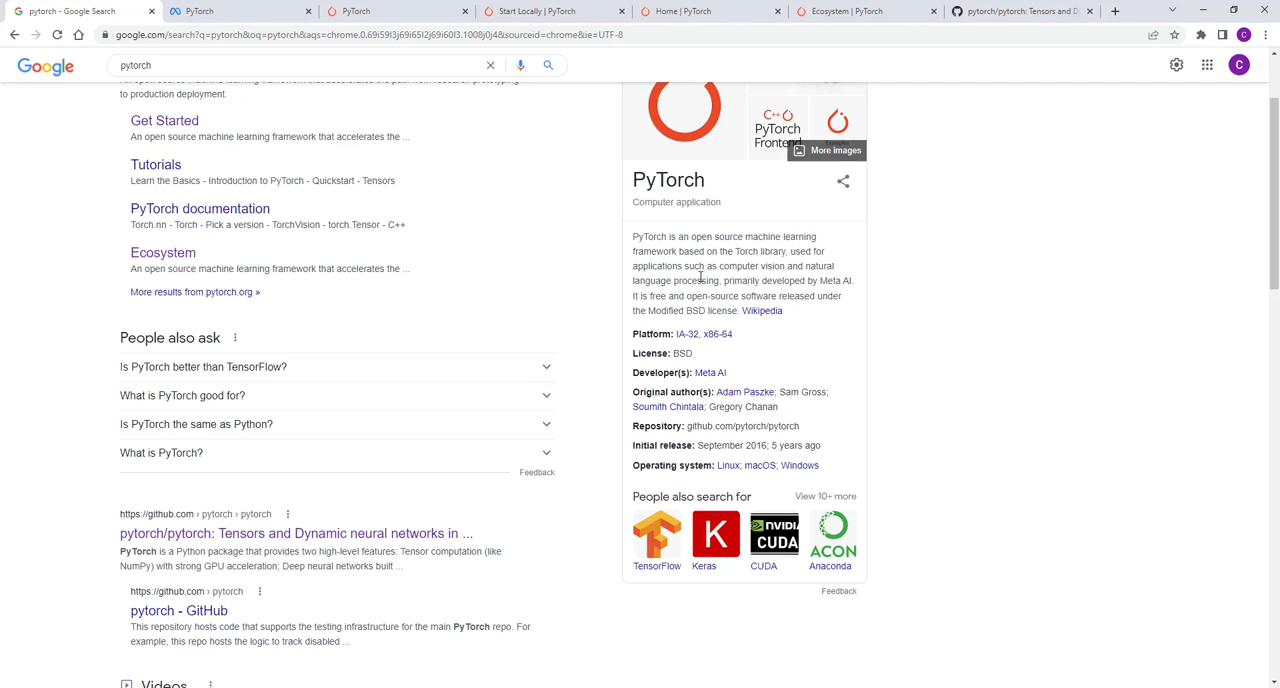 pytorch - Google Search
PyTorch
PyTorch
Start Locally | PyTorch
Home | PyTorch
Ecosystem | PyTorch
pytorch/pytorch: Tensors and D
google.com/search?q=pytorch&oq=pytorch&aqs=chrome.0.69i59l3j69i65l2j69i60l3.1008j0j4&sourceid=chrome&ie=UTF-8
C
Google
pytorch
C
to production deployment.
Get Started
An open source machine learning framework that accelerates the ...
Tutorials
Learn the Basics - Introduction to PyTorch - Quickstart - Tensors
PyTorch documentation
Torch.nn - Torch - Pick a version - TorchVision - torch.Tensor - C++
Ecosystem
An open source machine learning framework that accelerates the ...
More results from pytorch.org »
People also ask
Is PyTorch better than TensorFlow?
What is PyTorch good for?
Is PyTorch the same as Python?
What is PyTorch?
Feedback
https://github.com › pytorch › pytorch
pytorch/pytorch: Tensors and Dynamic neural networks in ...
PyTorch is a Python package that provides two high-level features: Tensor computation (like
NumPy) with strong GPU acceleration; Deep neural networks built ...
https://github.com › pytorch
pytorch - GitHub
This repository hosts code that supports the testing infrastructure for the main PyTorch repo. For
example, this repo hosts the logic to track disabled ...
Videos
C++
PyTorch
Frontend
More images
PyTorch
Computer application
PyTorch is an open source machine learning
framework based on the Torch library, used for
applications such as computer vision and natural
language processing, primarily developed by Meta AI.
It is free and open-source software released under
the Modified BSD license. Wikipedia
Platform: IA-32, x86-64
License: BSD
Developer(s): Meta AI
Original author(s): Adam Paszke; Sam Gross;
Soumith Chintala; Gregory Chanan
Repository: github.com/pytorch/pytorch
Initial release: September 2016; 5 years ago
Operating system: Linux; macOS; Windows
People also search for
View 10+ more
K
NVIDIA
CUDA
ACON
TensorFlow
Keras
CUDA
Anaconda
Feedback